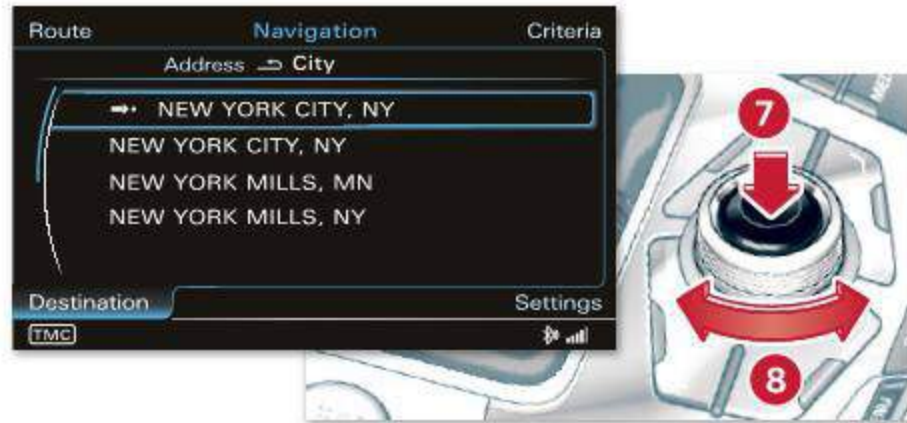 Route Navigation Criteria
Address City
NEW YORK CITY, NY
NEW YORK CITY, NY
NEW YORK MILLS, MN
NEW YORK MILLS, NY
Destination Settings
TMC
7
8